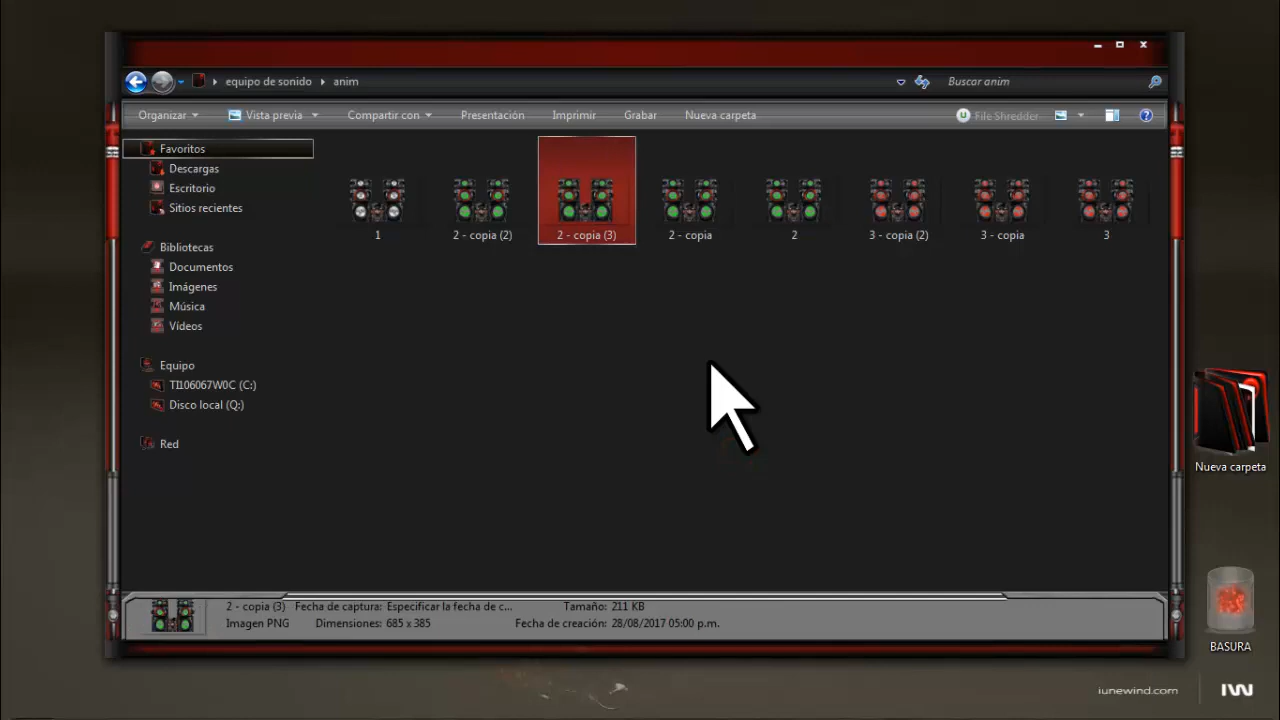 equipo de sonido
anim
Buscar anim
Organizar
Vista previa
Compartir con
Presentación
Imprimir
Grabar
Nueva carpeta
File Shredder
Favoritos
Descargas
Escritorio
Sitios recientes
Bibliotecas
Documentos
Imágenes
Música
Vídeos
Equipo
TI106067W0C (C:)
Disco local (Q:)
Red
1
2 - copia (2)
2 - copia (3)
2 - copia
2
3 - copia (2)
3 - copia
3
2 - copia (3) Fecha de captura: Especificar la fecha de c... Tamaño: 211 KB
Imagen PNG Dimensiones: 685 x 385 Fecha de creación: 28/08/2017 05:00 p.m.
Nueva carpeta
BASURA
iunewind.com
IW